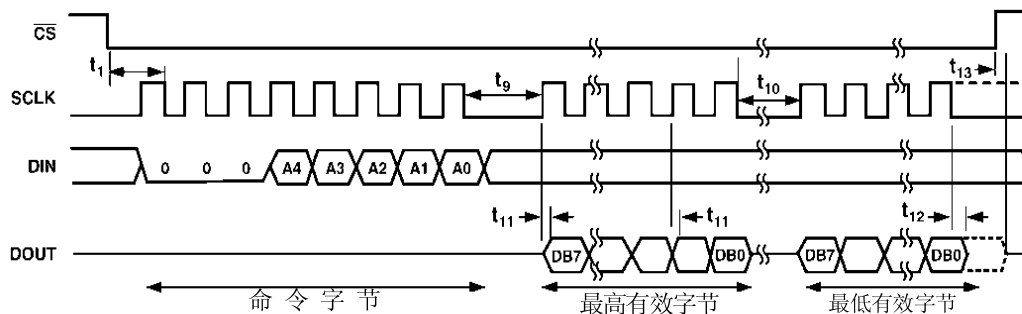 CS
t1
t9
t10
t13
SCLK
DIN
0 0 0 A4 A3 A2 A1 A0
t11
t11
t12
DOUT
DB7 DB0 DB7 DB0
命令字节
最高有效字节
最低有效字节